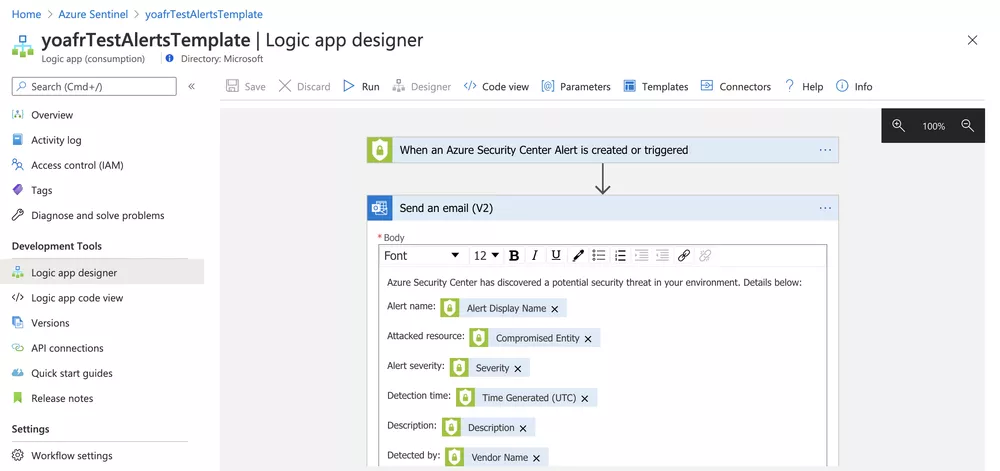 Home > Azure Sentinel > yoafrTestAlertsTemplate
yoafrTestAlertsTemplate | Logic app designer
Logic app (consumption) Directory: Microsoft
Search (Cmd+/) «
Save Discard Run Designer Code view Parameters Templates Connectors Help Info
Overview
Activity log
Access control (IAM)
Tags
Diagnose and solve problems
Development Tools
Logic app designer
Logic app code view
Versions
API connections
Quick start guides
Release notes
Settings
Workflow settings
100%
When an Azure Security Center Alert is created or triggered ...
Send an email (V2) ...
* Body
Font 12 B I U
Azure Security Center has discovered a potential security threat in your environment. Details below:
Alert name: Alert Display Name ×
Attacked resource: Compromised Entity ×
Alert severity: Severity ×
Detection time: Time Generated (UTC) ×
Description: Description ×
Detected by: Vendor Name ×